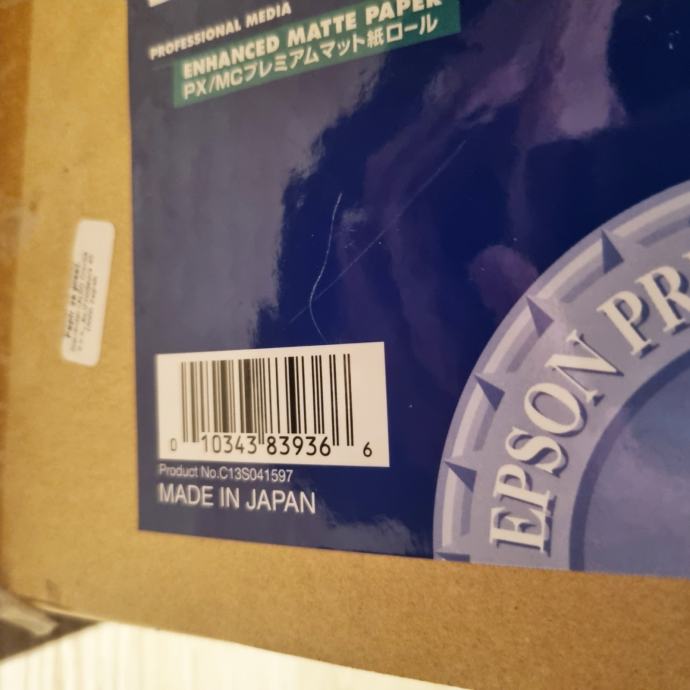 PROFESSIONAL MEDIA
ENHANCED MATTE PAPER
PX/MCプレミアムマット紙ロール
EPSON PR
0 10343 83936 6
Product No.C13S041597
MADE IN JAPAN